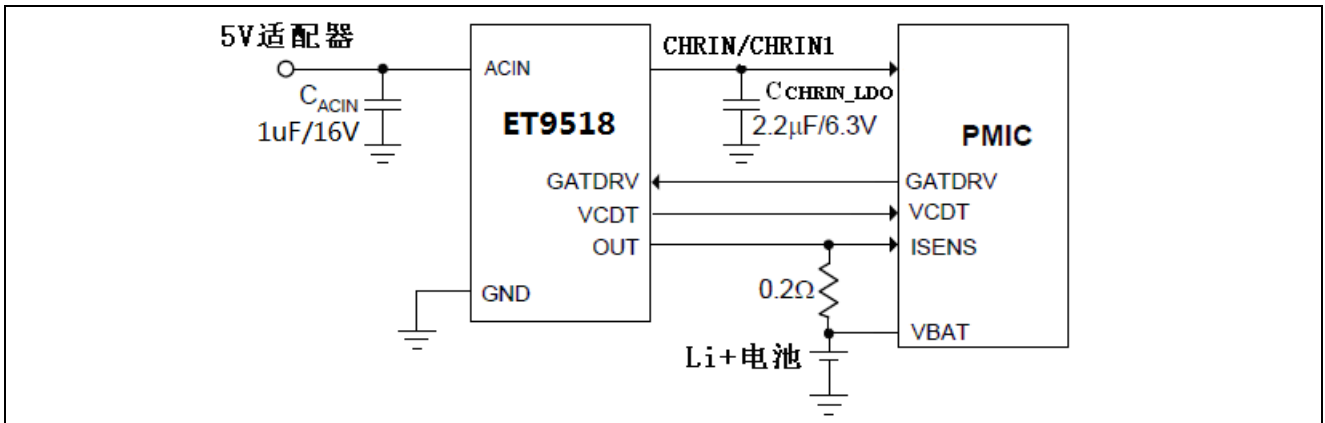 5V适配器
CHRIN/CHRIN1
ACIN
CACIN
1uF/16V
ET9518
CCHRIN_LDO
2.2μF/6.3V
PMIC
GATDRV
GATDRV
VCDT
VCDT
OUT
ISENS
0.2Ω
GND
VBAT
Li+电池